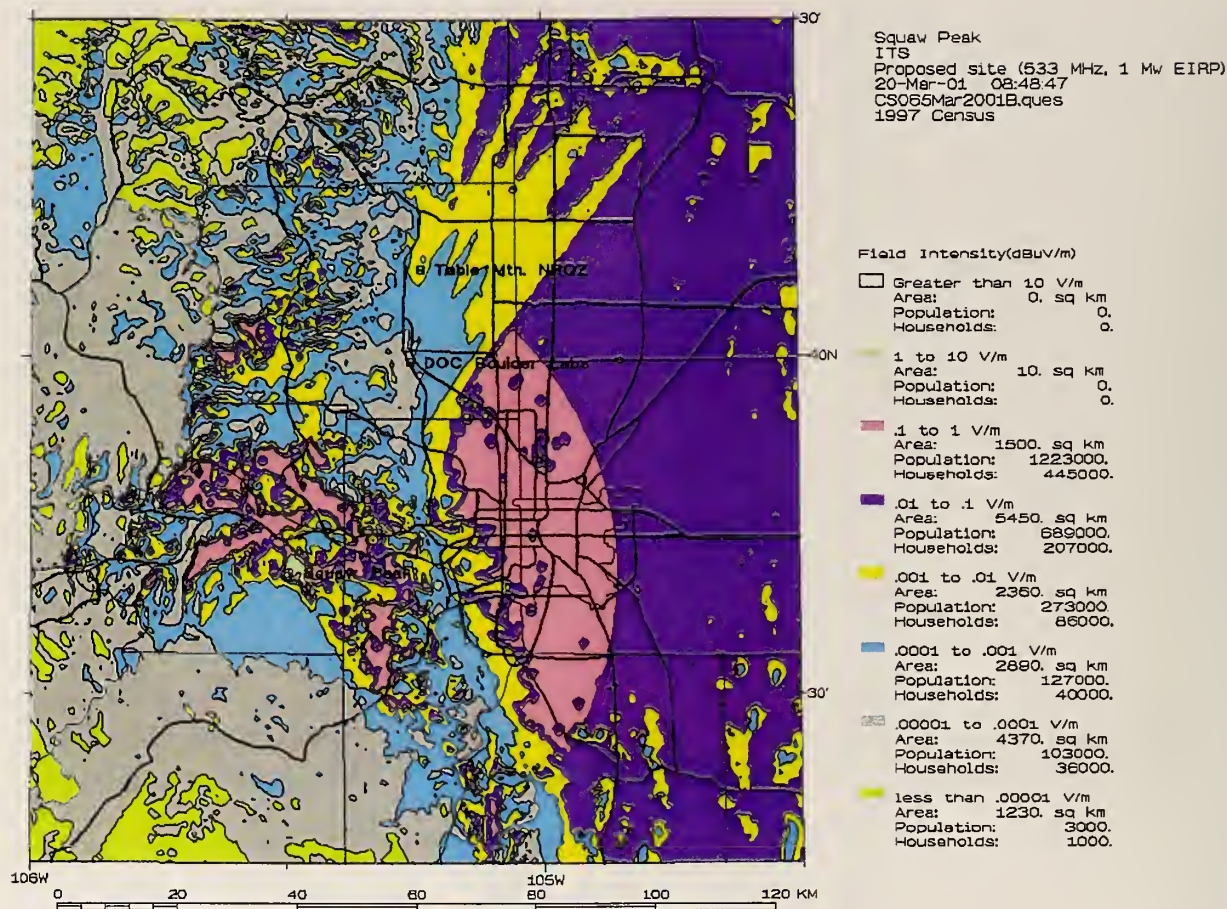 30'
Squaw Peak
ITS
Proposed site (533 MHz, 1 Mw EIRP)
20-Mar-01 08:48:47
CS065Mar2001B.ques
1997 Census
Table Mtn. NRQZ
40N
DOC Boulder Labs
Squaw Peak
30'
106W
105W
0 20 40 60 80 100 120 KM
Field Intensity(dBuV/m)
Greater than 10 V/m
Area: 0. sq km
Population: 0.
Households: 0.
1 to 10 V/m
Area: 10. sq km
Population: 0.
Households: 0.
.1 to 1 V/m
Area: 1500. sq km
Population: 1223000.
Households: 445000.
.01 to .1 V/m
Area: 5450. sq km
Population: 689000.
Households: 207000.
.001 to .01 V/m
Area: 2360. sq km
Population: 273000.
Households: 86000.
.0001 to .001 V/m
Area: 2890. sq km
Population: 127000.
Households: 40000.
.00001 to .0001 V/m
Area: 4370. sq km
Population: 103000.
Households: 36000.
less than .00001 V/m
Area: 1230. sq km
Population: 3000.
Households: 1000.